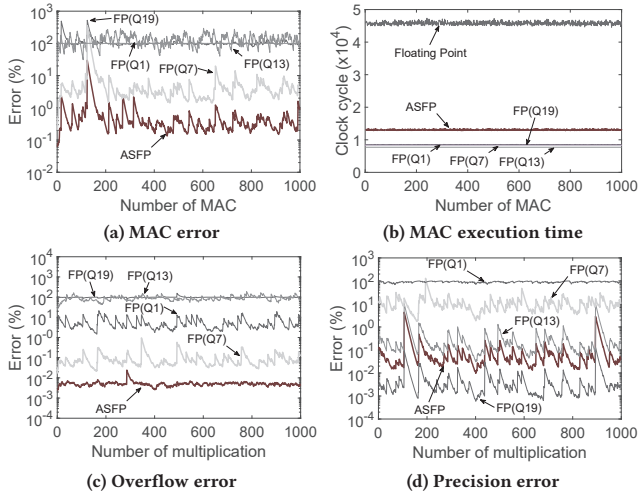 FP(Q19)
FP(Q1)
FP(Q7)
FP(Q13)
ASFP
Error (%)
10^3
10^2
10^1
10^0
10^-1
10^-2
0 200 400 600 800 1000
Number of MAC
(a) MAC error
Floating Point
ASFP
FP(Q19)
FP(Q1)
FP(Q7)
FP(Q13)
Clock cycle (x10^4)
5
4
3
2
1
0
0 200 400 600 800 1000
Number of MAC
(b) MAC execution time
FP(Q19)
FP(Q13)
FP(Q1)
FP(Q7)
ASFP
Error (%)
10^4
10^3
10^2
10^1
10^0
10^-1
10^-2
10^-3
10^-4
0 200 400 600 800 1000
Number of multiplication
(c) Overflow error
FP(Q1)
FP(Q7)
FP(Q13)
ASFP
FP(Q19)
Error (%)
10^3
10^2
10^1
10^0
10^-1
10^-2
10^-3
10^-4
0 200 400 600 800 1000
Number of multiplication
(d) Precision error